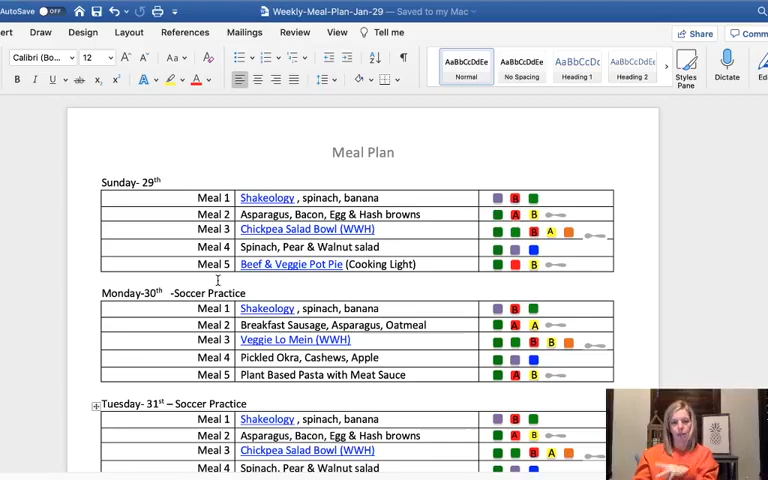 AutoSave OFF
Weekly-Meal-Plan-Jan-29 — Saved to my Mac
Draw Design Layout References Mailings Review View Tell me
Share
Calibri (Bo... 12 Aa
AaBbCcDdEe AaBbCcDdEe AaBbCcDc AaBbCcDdEe
Normal No Spacing Heading 1 Heading 2
Styles
Pane
Dictate
B I U ab A A
Meal Plan
Sunday- 29th
Meal 1 Shakeology , spinach, banana B
Meal 2 Asparagus, Bacon, Egg & Hash browns A B
Meal 3 Chickpea Salad Bowl (WWH) B A
Meal 4 Spinach, Pear & Walnut salad
Meal 5 Beef & Veggie Pot Pie (Cooking Light) B
Monday-30th -Soccer Practice
Meal 1 Shakeology , spinach, banana B
Meal 2 Breakfast Sausage, Asparagus, Oatmeal A A
Meal 3 Veggie Lo Mein (WWH) B B
Meal 4 Pickled Okra, Cashews, Apple
Meal 5 Plant Based Pasta with Meat Sauce A B
Tuesday- 31st – Soccer Practice
Meal 1 Shakeology , spinach, banana B
Meal 2 Asparagus, Bacon, Egg & Hash browns A B
Meal 3 Chickpea Salad Bowl (WWH) B A
Meal 4 Spinach, Pear & Walnut salad